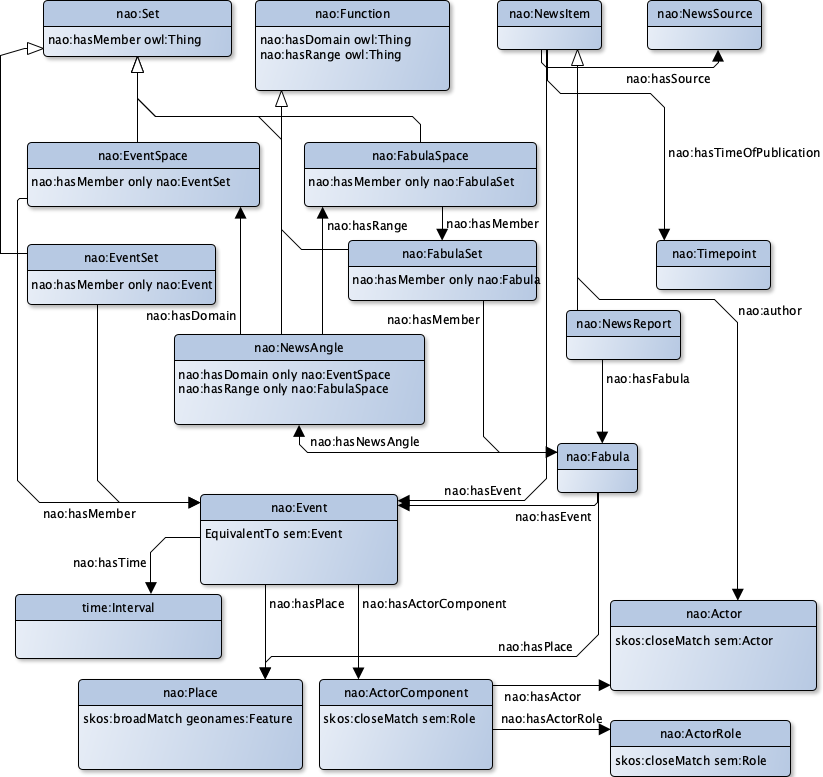 nao:Set
nao:hasMember owl:Thing
nao:Function
nao:hasDomain owl:Thing
nao:hasRange owl:Thing
nao:NewsItem
nao:NewsSource
nao:hasSource
nao:hasTimeOfPublication
nao:EventSpace
nao:hasMember only nao:EventSet
nao:FabulaSpace
nao:hasMember only nao:FabulaSet
nao:hasRange
nao:hasMember
nao:EventSet
nao:hasMember only nao:Event
nao:FabulaSet
nao:hasMember only nao:Fabula
nao:Timepoint
nao:hasDomain
nao:hasMember
nao:author
nao:NewsReport
nao:NewsAngle
nao:hasDomain only nao:EventSpace
nao:hasRange only nao:FabulaSpace
nao:hasFabula
nao:hasNewsAngle
nao:Fabula
nao:hasEvent
nao:hasMember
nao:hasEvent
nao:Event
EquivalentTo sem:Event
nao:hasTime
nao:hasPlace
nao:hasActorComponent
time:Interval
nao:hasPlace
nao:Actor
skos:closeMatch sem:Actor
nao:Place
skos:broadMatch geonames:Feature
nao:ActorComponent
skos:closeMatch sem:Role
nao:hasActor
nao:hasActorRole
nao:ActorRole
skos:closeMatch sem:Role